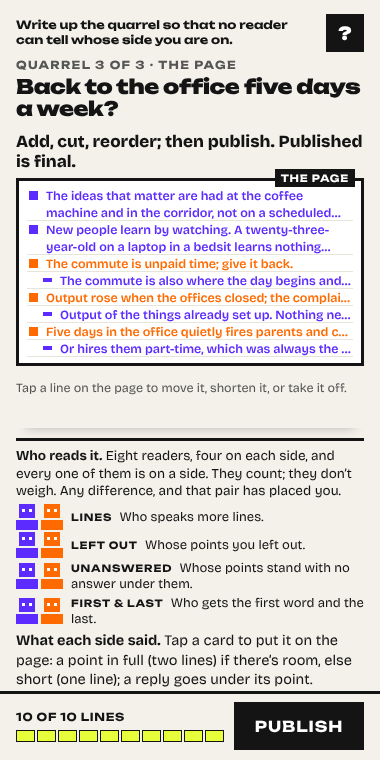 Write up the quarrel so that no reader
can tell whose side you are on.
?
QUARREL 3 OF 3 · THE PAGE
Back to the office five days
a week?
Add, cut, reorder; then publish. Published
is final.
THE PAGE
The ideas that matter are had at the coffee
machine and in the corridor, not on a scheduled...
New people learn by watching. A twenty-three-
year-old on a laptop in a bedsit learns nothing...
The commute is unpaid time; give it back.
The commute is also where the day begins and...
Output rose when the offices closed; the complai...
Output of the things already set up. Nothing ne...
Five days in the office quietly fires parents and c...
Or hires them part-time, which was always the ...
Tap a line on the page to move it, shorten it, or take it off.
Who reads it. Eight readers, four on each side, and
every one of them is on a side. They count; they don't
weigh. Any difference, and that pair has placed you.
LINES Who speaks more lines.
LEFT OUT Whose points you left out.
UNANSWERED Whose points stand with no
answer under them.
FIRST & LAST Who gets the first word and the
last.
What each side said. Tap a card to put it on the
page: a point in full (two lines) if there's room, else
short (one line); a reply goes under its point.
10 OF 10 LINES
PUBLISH